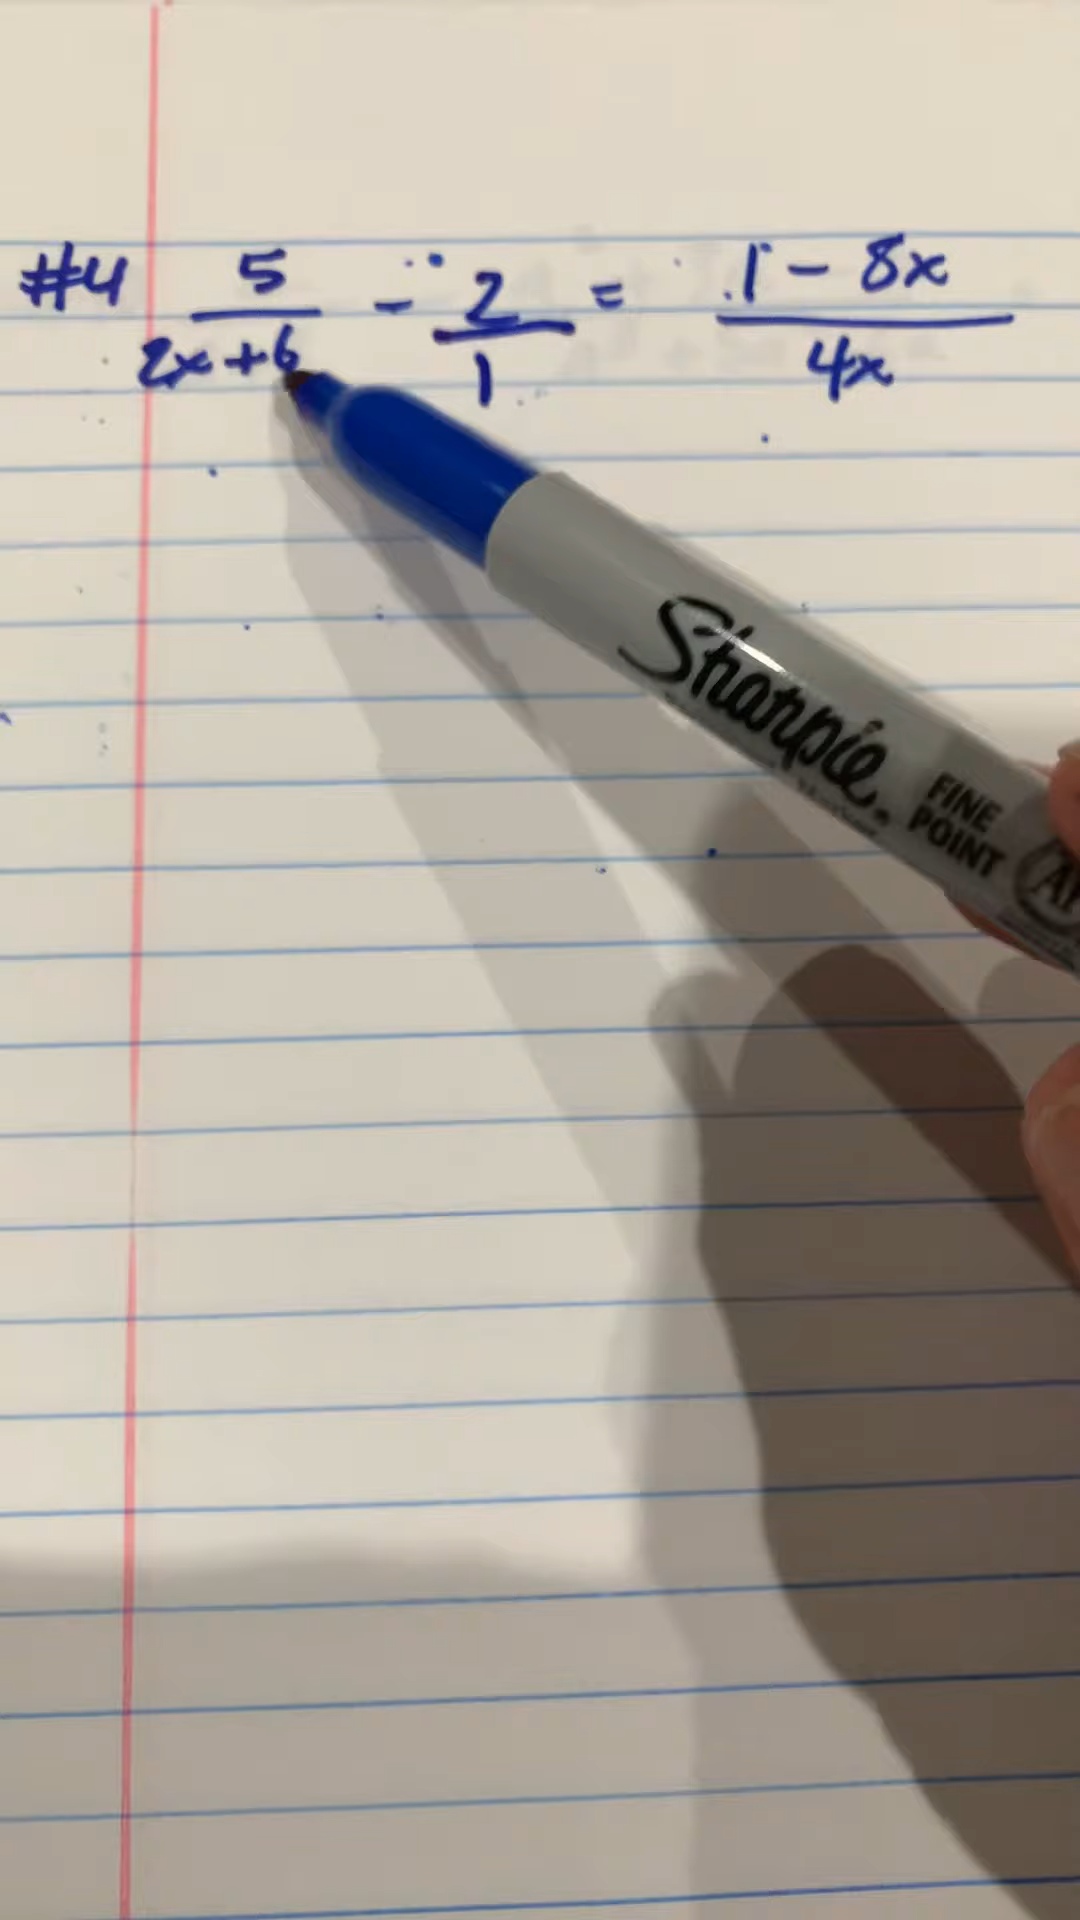 #4 5/(2x+6) - 2/1 = (1-8x)/4x
Sharpie.
FINE
POINT